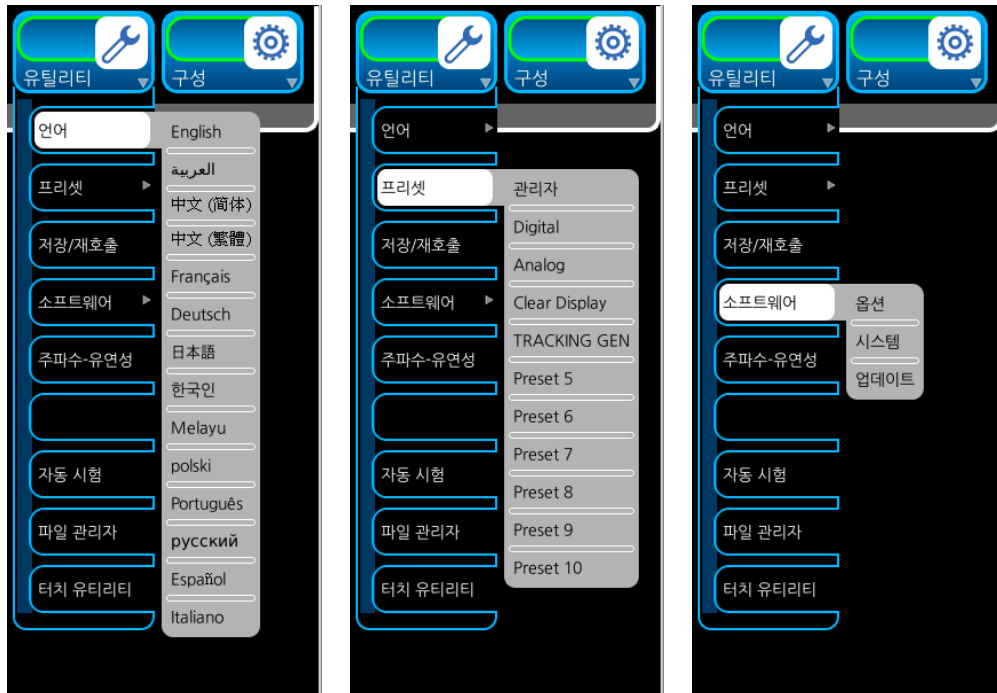 유틸리티
구성
언어
English
العربية
中文 (简体)
中文 (繁體)
Français
Deutsch
日本語
한국인
Melayu
polski
Português
русский
Español
Italiano
프리셋
저장/재호출
소프트웨어
주파수-유연성
자동 시험
파일 관리자
터치 유티리티
유틸리티
구성
언어
프리셋
관리자
Digital
Analog
Clear Display
TRACKING GEN
Preset 5
Preset 6
Preset 7
Preset 8
Preset 9
Preset 10
저장/재호출
소프트웨어
주파수-유연성
자동 시험
파일 관리자
터치 유티리티
유틸리티
구성
언어
프리셋
저장/재호출
소프트웨어
옵션
시스템
업데이트
주파수-유연성
자동 시험
파일 관리자
터치 유티리티